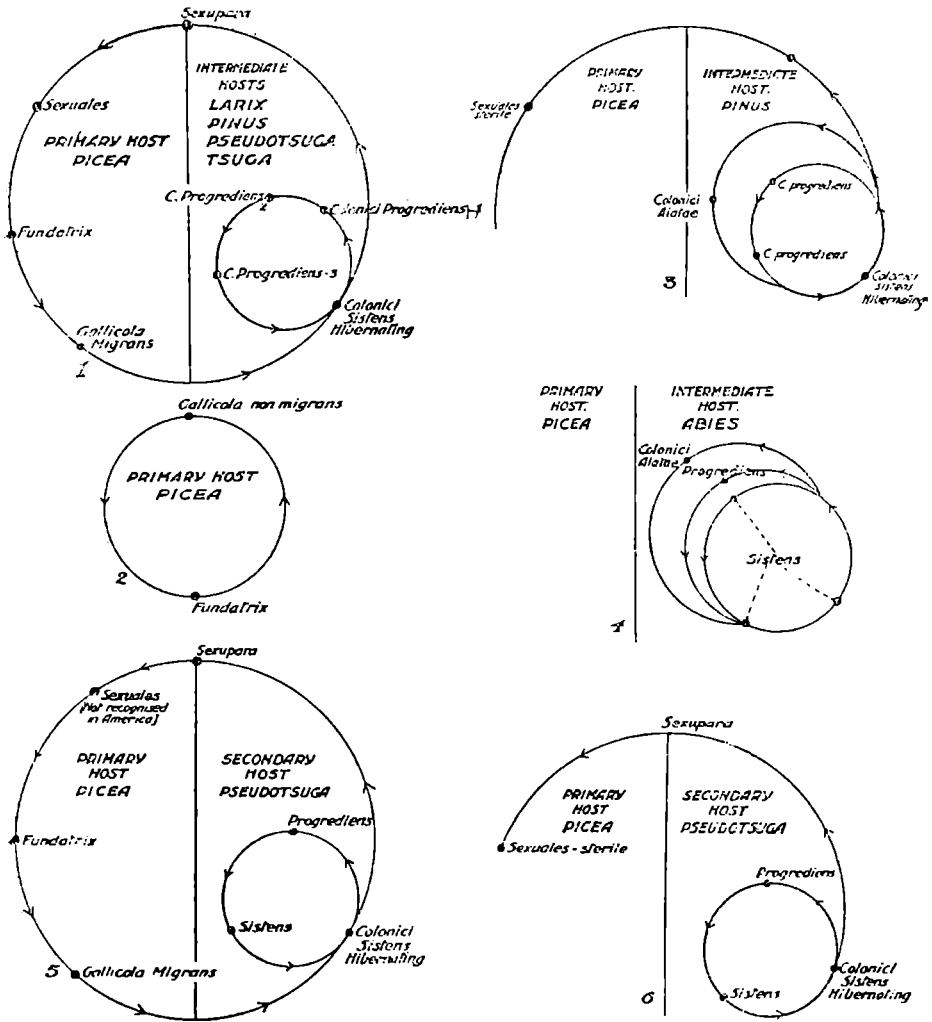 Sexupara
Sexuales
PRIMARY HOST
PICEA
INTERMEDIATE
HOSTS
LARIX
PINUS
PSEUDOTSUGA
TSUGA
C. Progrediens
2
Colonici Progrediens-1
C. Progrediens-3
Colonici
Sistens
Hibernating
Fundatrix
Gallicola
Migrans
1
PRIMARY
HOST.
PICEA
INTERMEDIATE
HOST.
PINUS
Sexuales
sterile
C. progrediens
Colonici
Alatae
C. progrediens
Colonici
Sistens
Hibernating
3
Gallicola non migrans
PRIMARY HOST
PICEA
2
Fundatrix
PRIMARY
HOST.
PICEA
INTERMEDIATE
HOST.
ABIES
Colonici
Alatae
Progrediens
Sistens
4
Sexupara
Sexuales
[Not recognised
in America]
PRIMARY
HOST
PICEA
SECONDARY
HOST
PSEUDOTSUGA
Fundatrix
Progrediens
Sistens
Colonici
Sistens
Hibernating
5
Gallicola Migrans
Sexupara
PRIMARY
HOST
PICEA
SECONDARY
HOST
PSEUDOTSUGA
Sexuales - sterile
Progrediens
Sistens
Colonici
Sistens
Hibernating
6